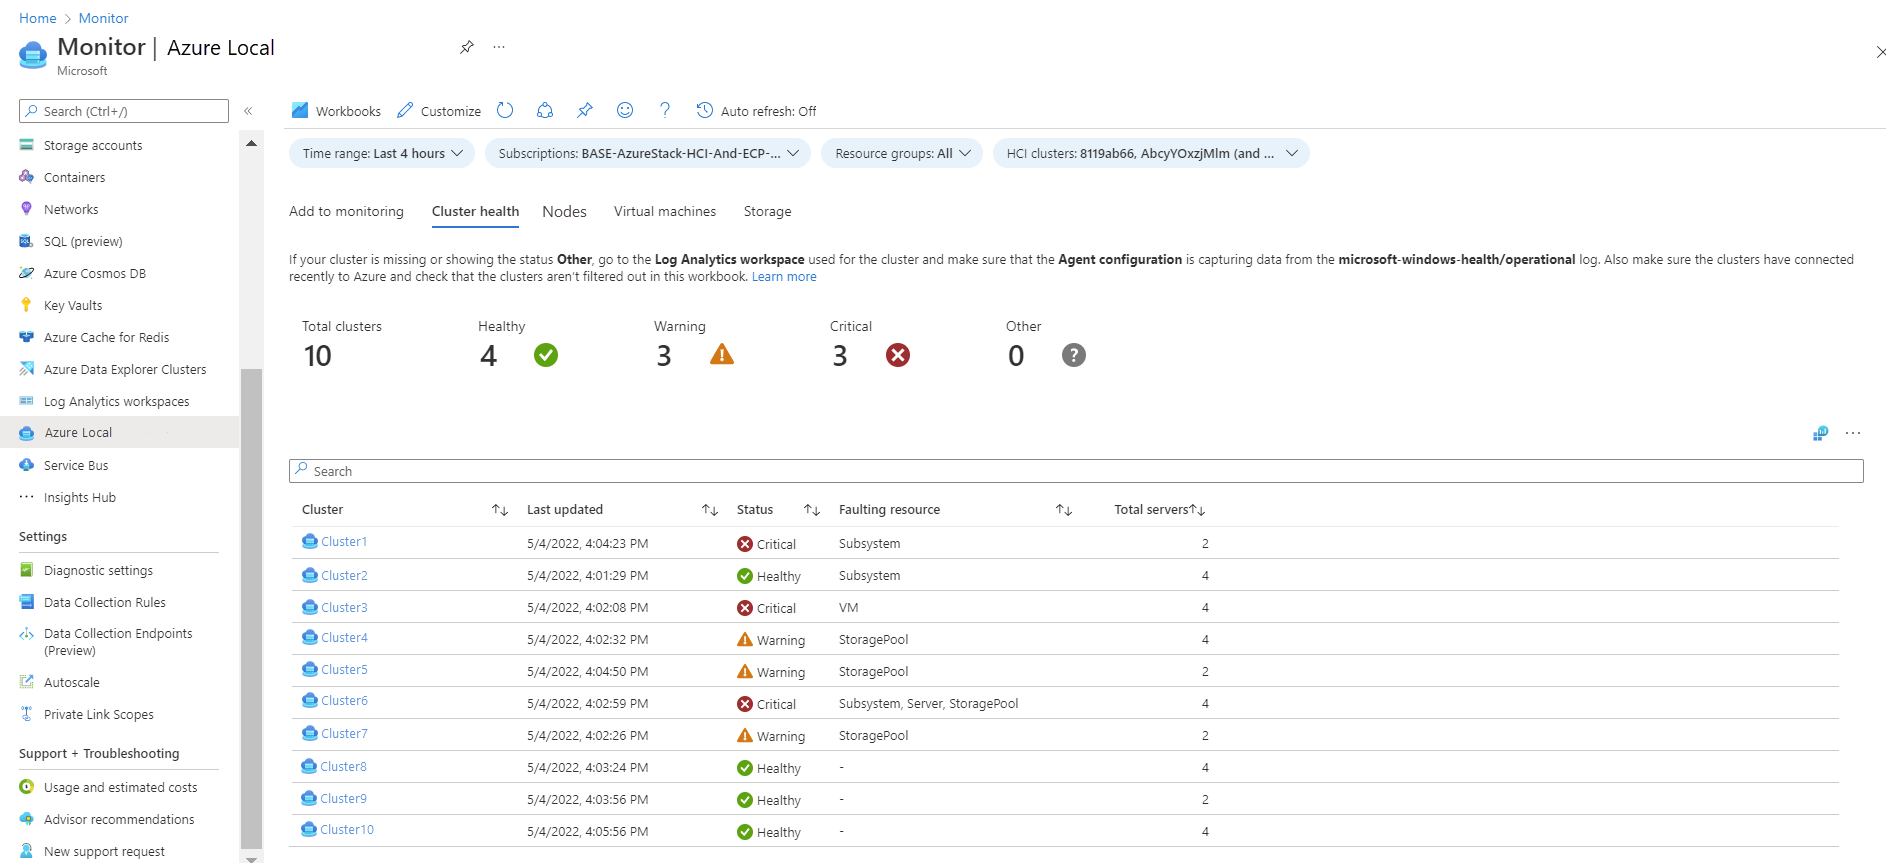 Home > Monitor
Monitor | Azure Local
Microsoft
Search (Ctrl+/)
Storage accounts
Containers
Networks
SQL (preview)
Azure Cosmos DB
Key Vaults
Azure Cache for Redis
Azure Data Explorer Clusters
Log Analytics workspaces
Azure Local
Service Bus
Insights Hub
Settings
Diagnostic settings
Data Collection Rules
Data Collection Endpoints
(Preview)
Autoscale
Private Link Scopes
Support + Troubleshooting
Usage and estimated costs
Advisor recommendations
New support request
Workbooks Customize Auto refresh: Off
Time range: Last 4 hours Subscriptions: BASE-AzureStack-HCI-And-ECP-... Resource groups: All HCI clusters: 8119ab66, AbcyYOxzjMlm (and ...
Add to monitoring Cluster health Nodes Virtual machines Storage
If your cluster is missing or showing the status Other, go to the Log Analytics workspace used for the cluster and make sure that the Agent configuration is capturing data from the microsoft-windows-health/operational log. Also make sure the clusters have connected
recently to Azure and check that the clusters aren't filtered out in this workbook. Learn more
Total clusters Healthy Warning Critical Other
10 4 3 3 0
Search
Cluster Last updated Status Faulting resource Total servers
Cluster1 5/4/2022, 4:04:23 PM Critical Subsystem 2
Cluster2 5/4/2022, 4:01:29 PM Healthy Subsystem 4
Cluster3 5/4/2022, 4:02:08 PM Critical VM 4
Cluster4 5/4/2022, 4:02:32 PM Warning StoragePool 4
Cluster5 5/4/2022, 4:04:50 PM Warning StoragePool 2
Cluster6 5/4/2022, 4:02:59 PM Critical Subsystem, Server, StoragePool 4
Cluster7 5/4/2022, 4:02:26 PM Warning StoragePool 2
Cluster8 5/4/2022, 4:03:24 PM Healthy - 4
Cluster9 5/4/2022, 4:03:56 PM Healthy - 2
Cluster10 5/4/2022, 4:05:56 PM Healthy - 4